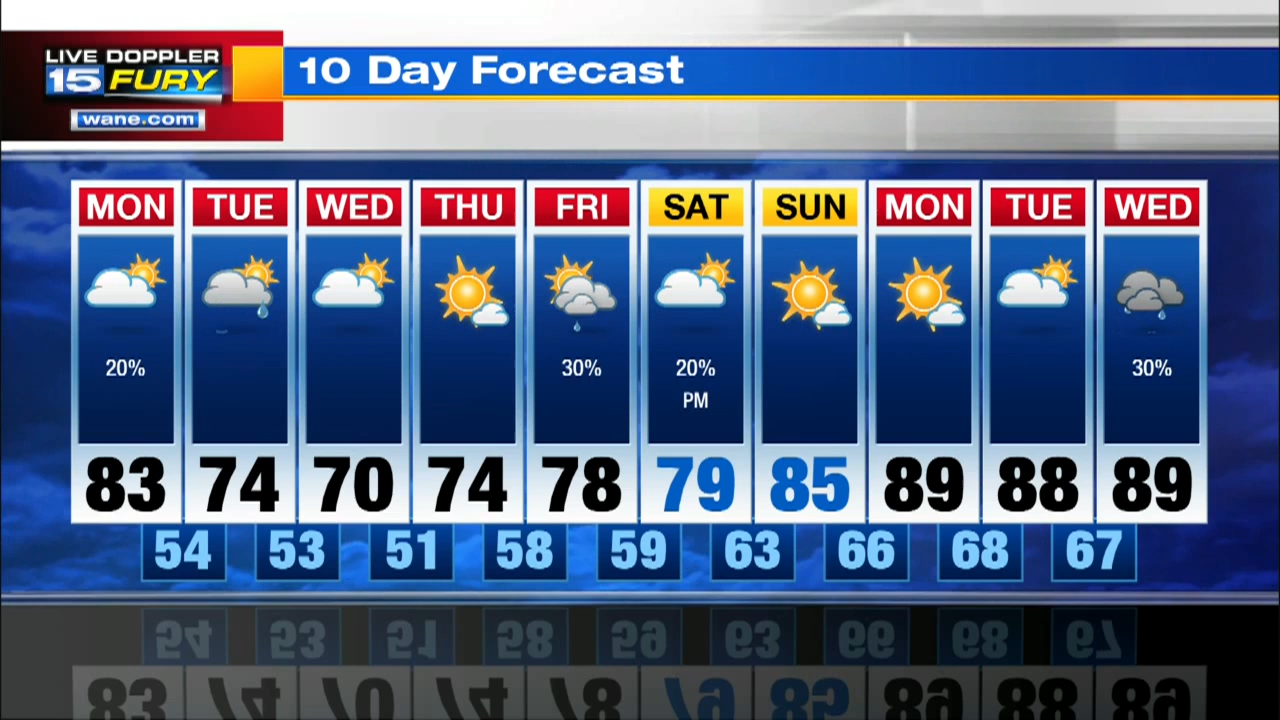 LIVE DOPPLER
15 FURY
wane.com
10 Day Forecast
MON TUE WED THU FRI SAT SUN MON TUE WED
20% 30% 20% 30%
PM
83 74 70 74 78 79 85 89 88 89
54 53 51 58 59 63 66 68 67